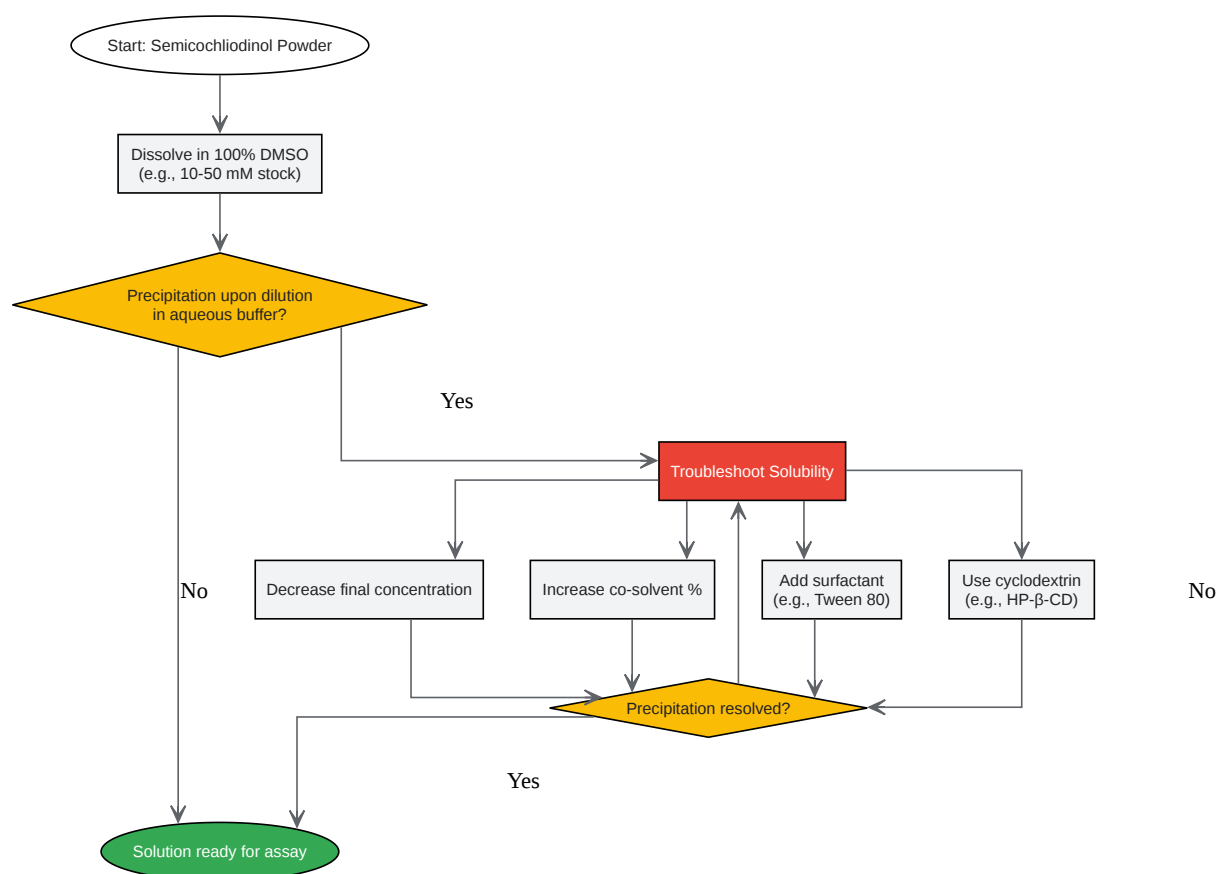 Start: Semicochliodinol Powder
Dissolve in 100% DMSO
(e.g., 10-50 mM stock)
Precipitation upon dilution
in aqueous buffer?
Yes
Troubleshoot Solubility
No
Decrease final concentration
Increase co-solvent %
Add surfactant
(e.g., Tween 80)
Use cyclodextrin
(e.g., HP-β-CD)
No
Precipitation resolved?
Yes
Solution ready for assay